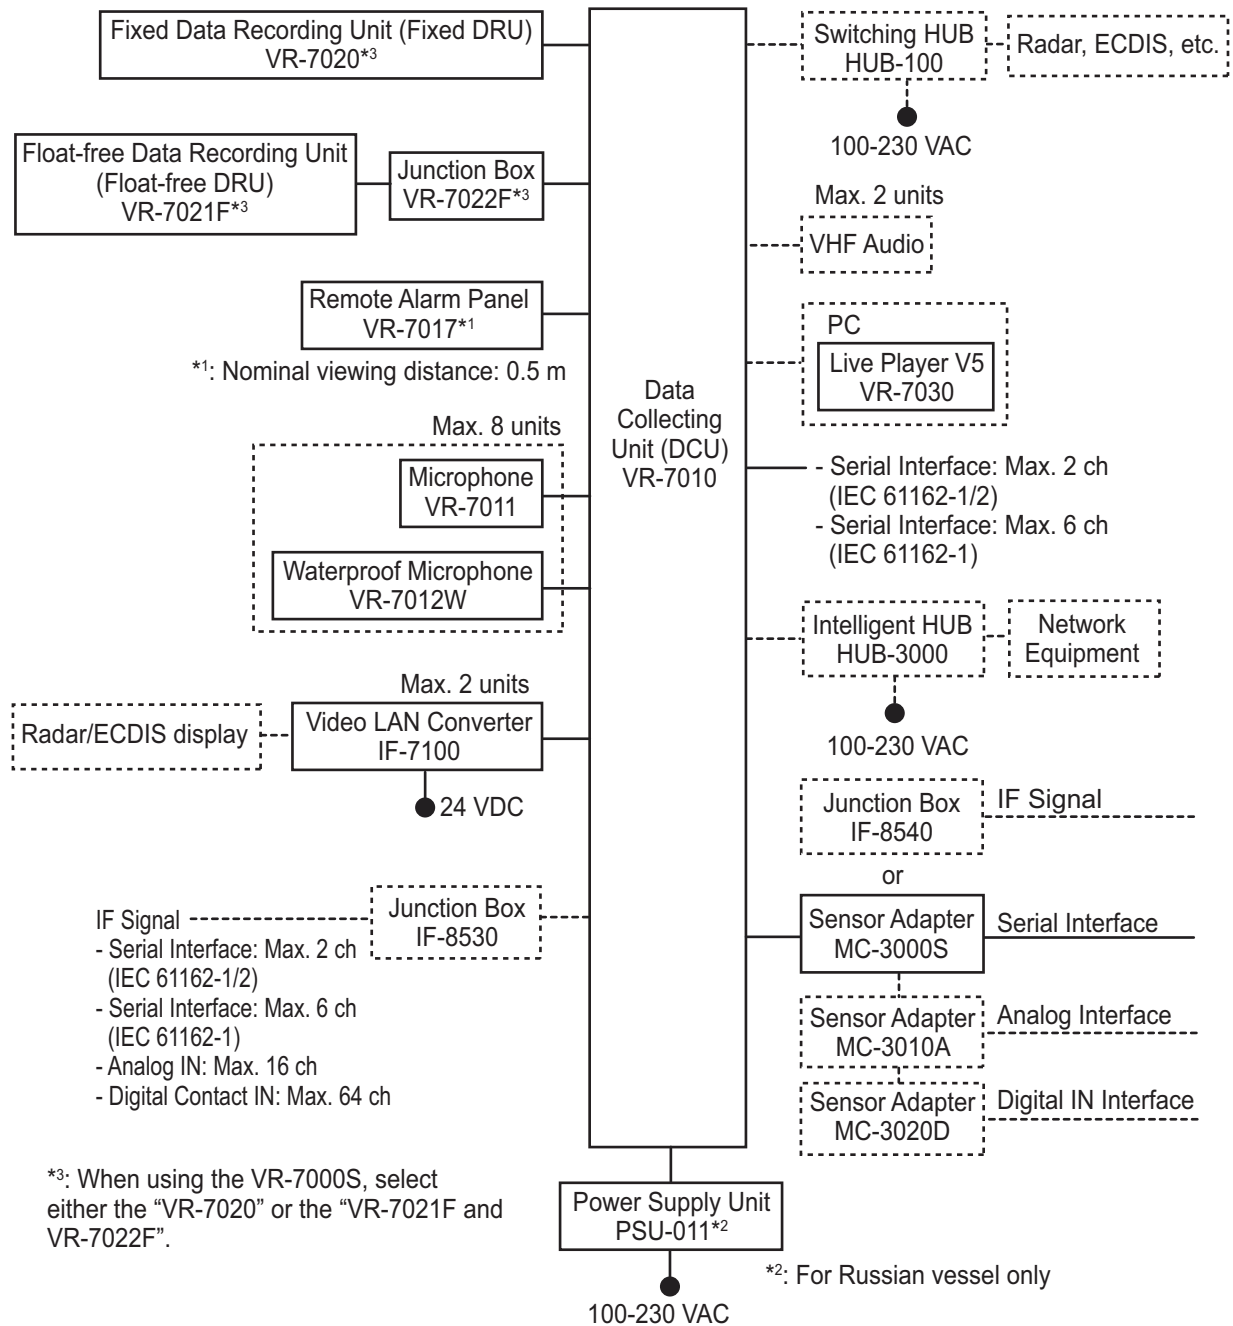 Fixed Data Recording Unit (Fixed DRU)
VR-7020*3
Float-free Data Recording Unit
(Float-free DRU)
VR-7021F*3
Junction Box
VR-7022F*3
Remote Alarm Panel
VR-7017*1
*1: Nominal viewing distance: 0.5 m
Max. 8 units
Microphone
VR-7011
Waterproof Microphone
VR-7012W
Max. 2 units
Radar/ECDIS display
Video LAN Converter
IF-7100
24 VDC
IF Signal
- Serial Interface: Max. 2 ch
(IEC 61162-1/2)
- Serial Interface: Max. 6 ch
(IEC 61162-1)
- Analog IN: Max. 16 ch
- Digital Contact IN: Max. 64 ch
Junction Box
IF-8530
*3: When using the VR-7000S, select
either the “VR-7020” or the “VR-7021F and
VR-7022F”.
Data
Collecting
Unit (DCU)
VR-7010
Power Supply Unit
PSU-011*2
100-230 VAC
*2: For Russian vessel only
Switching HUB
HUB-100
Radar, ECDIS, etc.
100-230 VAC
Max. 2 units
VHF Audio
PC
Live Player V5
VR-7030
- Serial Interface: Max. 2 ch
(IEC 61162-1/2)
- Serial Interface: Max. 6 ch
(IEC 61162-1)
Intelligent HUB
HUB-3000
Network
Equipment
100-230 VAC
Junction Box
IF-8540
IF Signal
or
Sensor Adapter
MC-3000S
Serial Interface
Sensor Adapter
MC-3010A
Analog Interface
Sensor Adapter
MC-3020D
Digital IN Interface